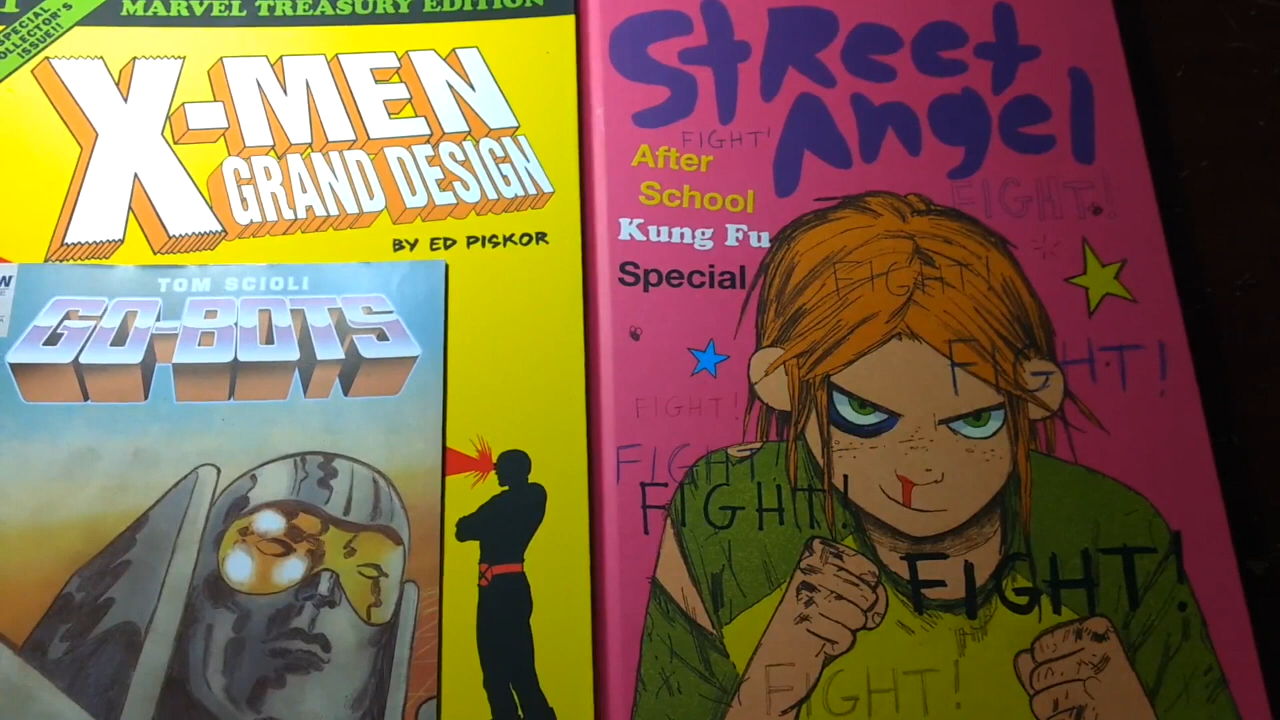 MARVEL TREASURY EDITION
SPECIAL
COLLECTOR'S
ISSUE!!
X-MEN
GRAND DESIGN
BY ED PISKOR
TOM SCIOLI
GO-BOTS
Street
Angel
After
School
Kung Fu
Special
FIGHT!
FIGHT!
FIGHT!
FIGHT!
FIGHT!
FIGHT!
FIGHT!
FIGHT!
FIGHT!